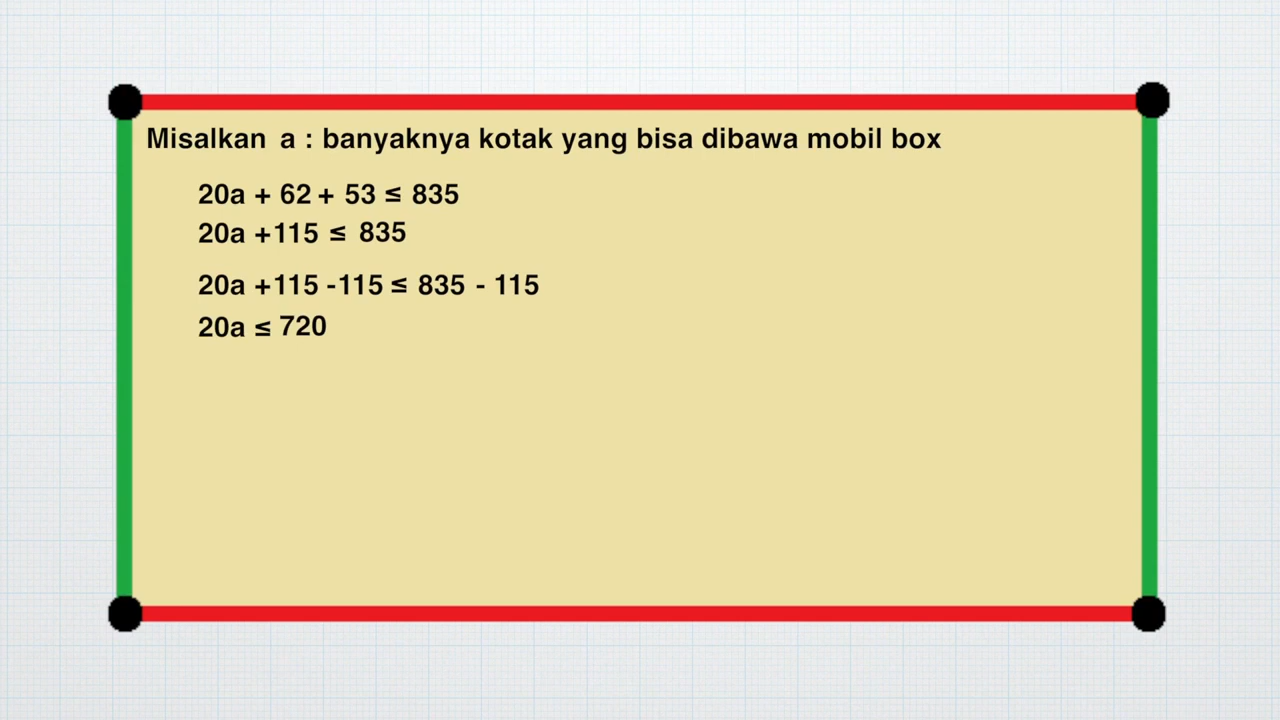 Misalkan a : banyaknya kotak yang bisa dibawa mobil box
20a + 62 + 53 ≤ 835
20a +115 ≤ 835
20a +115 -115 ≤ 835 - 115
20a ≤ 720